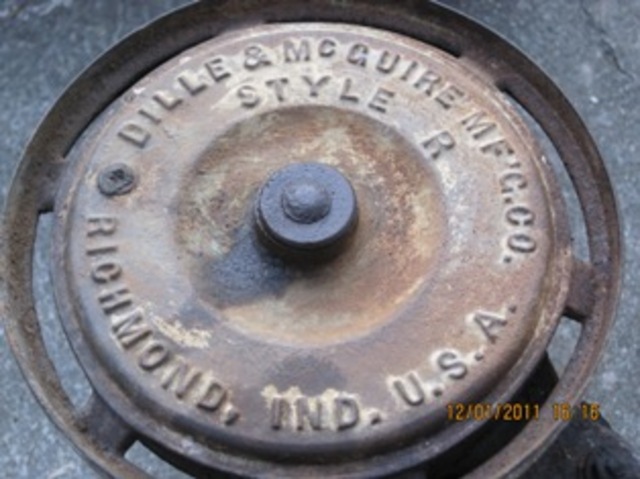 DILLE & McGUIRE MF'G.CO.
STYLE R
RICHMOND, IND. U.S.A.
12/01/2011 16:16